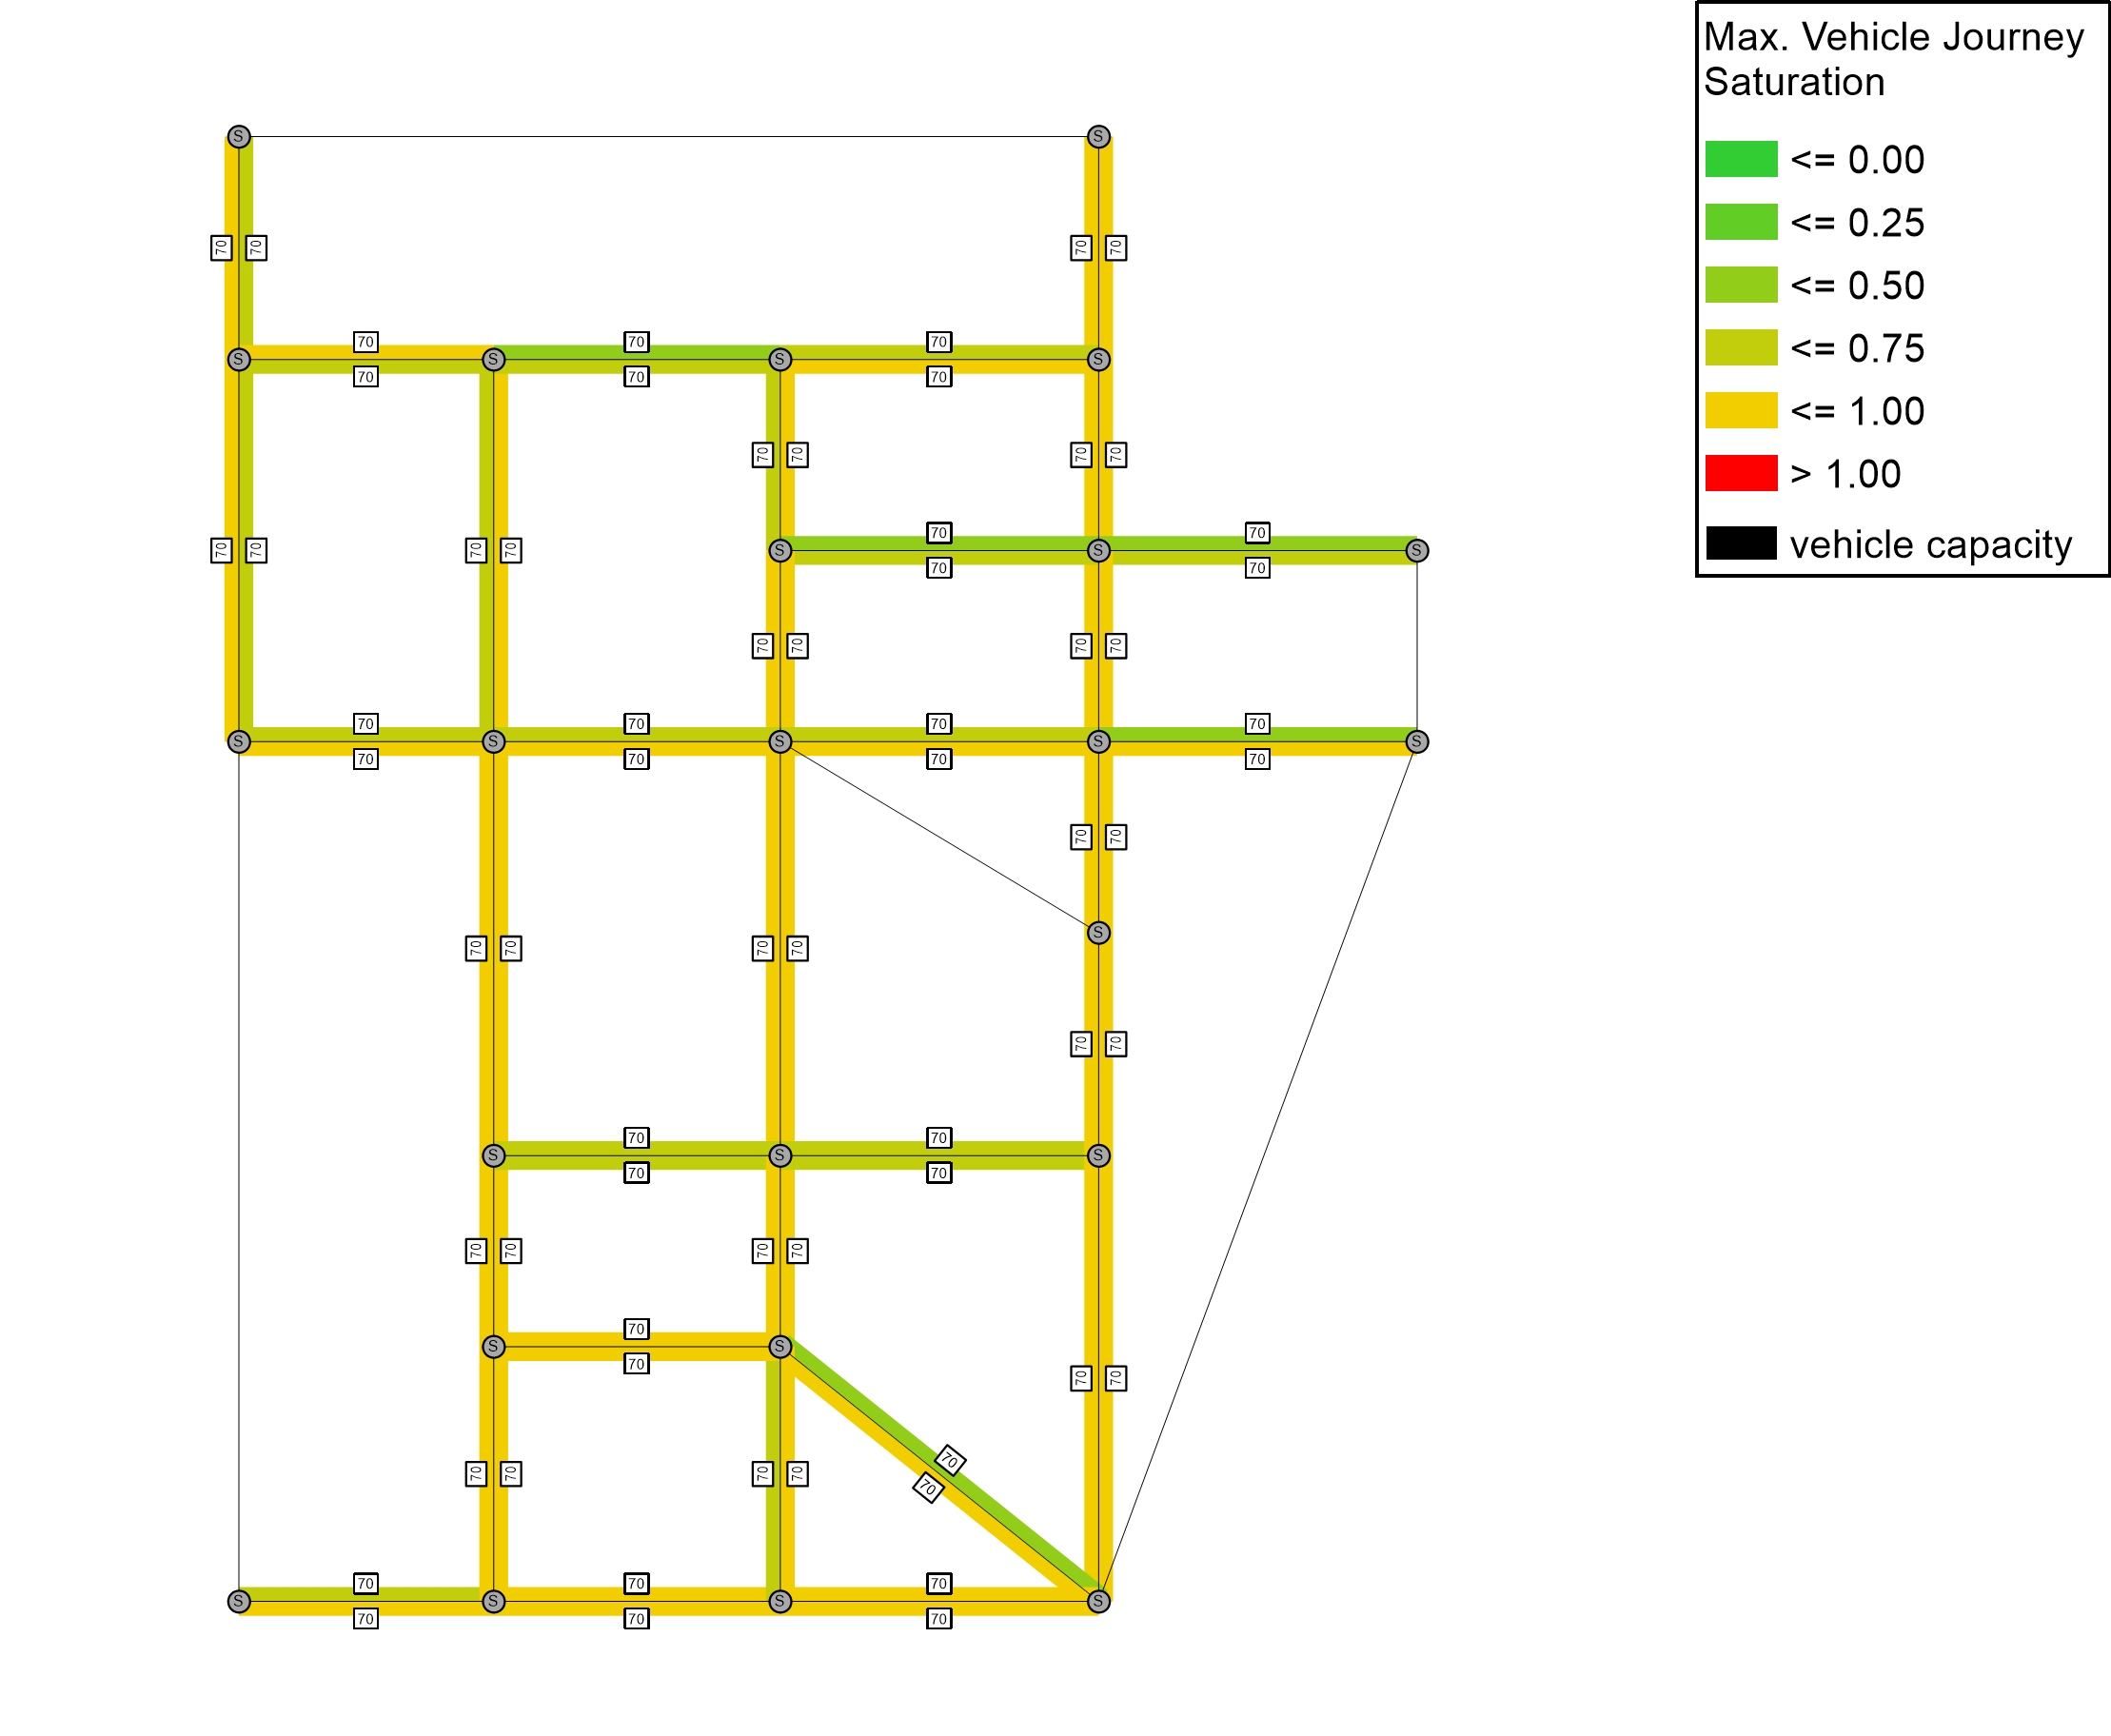 Max. Vehicle Journey
Saturation
<= 0.00
<= 0.25
<= 0.50
<= 0.75
<= 1.00
> 1.00
vehicle capacity
S S
70 70 70 70
70 70 70
S S S S
70 70 70
70 70 70 70
70 70
70 70 70 70 S S S
70 70
70 70 70 70
70 70 70 70
S S S S S
70 70 70 70
70 70
S
70 70 70 70
70 70
70 70
S S S
70 70
70 70 70 70
70
S S
70
70 70
70
70 70 70 70
70
70 70 70
S S S S
70 70 70